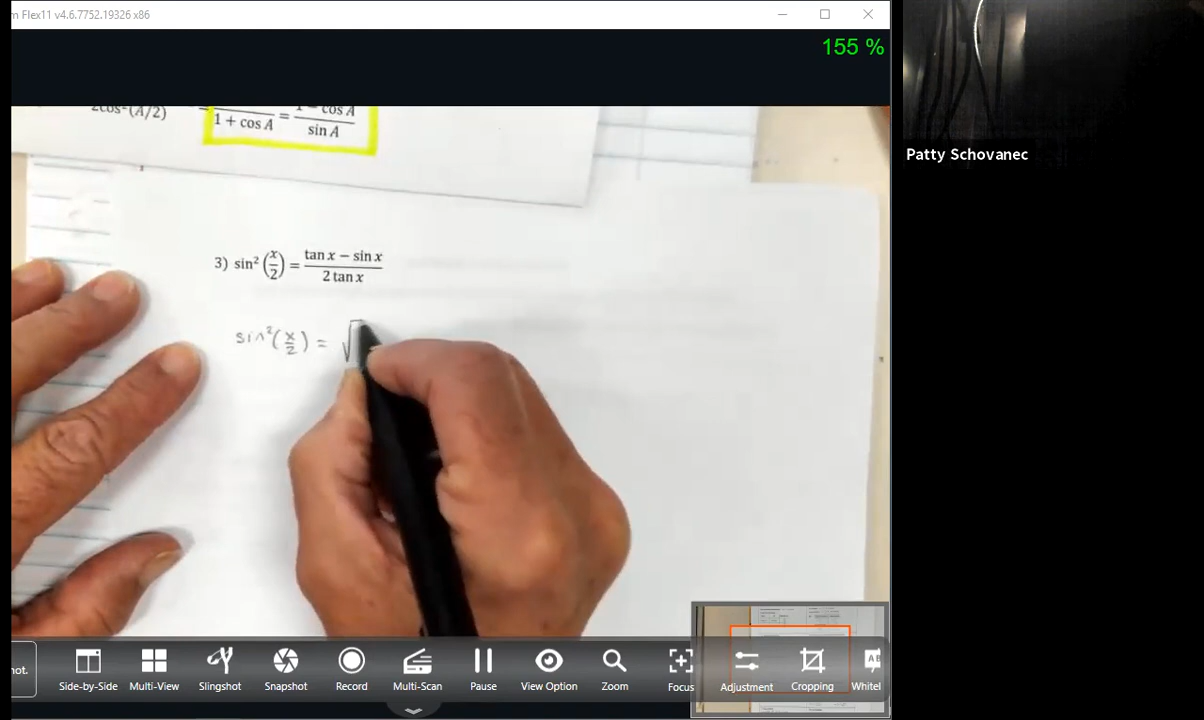 m Flex11 v4.6.7752.19326 x86
155 %
2cos²(A/2)
1 + cos A = 1 − cos A / sin A
Patty Schovanec
3) sin² (x/2) = tan x − sin x / 2 tan x
sin²(x/2) = √
not.
Side-by-Side Multi-View Slingshot Snapshot Record Multi-Scan Pause View Option Zoom Focus Adjustment Cropping Whitel